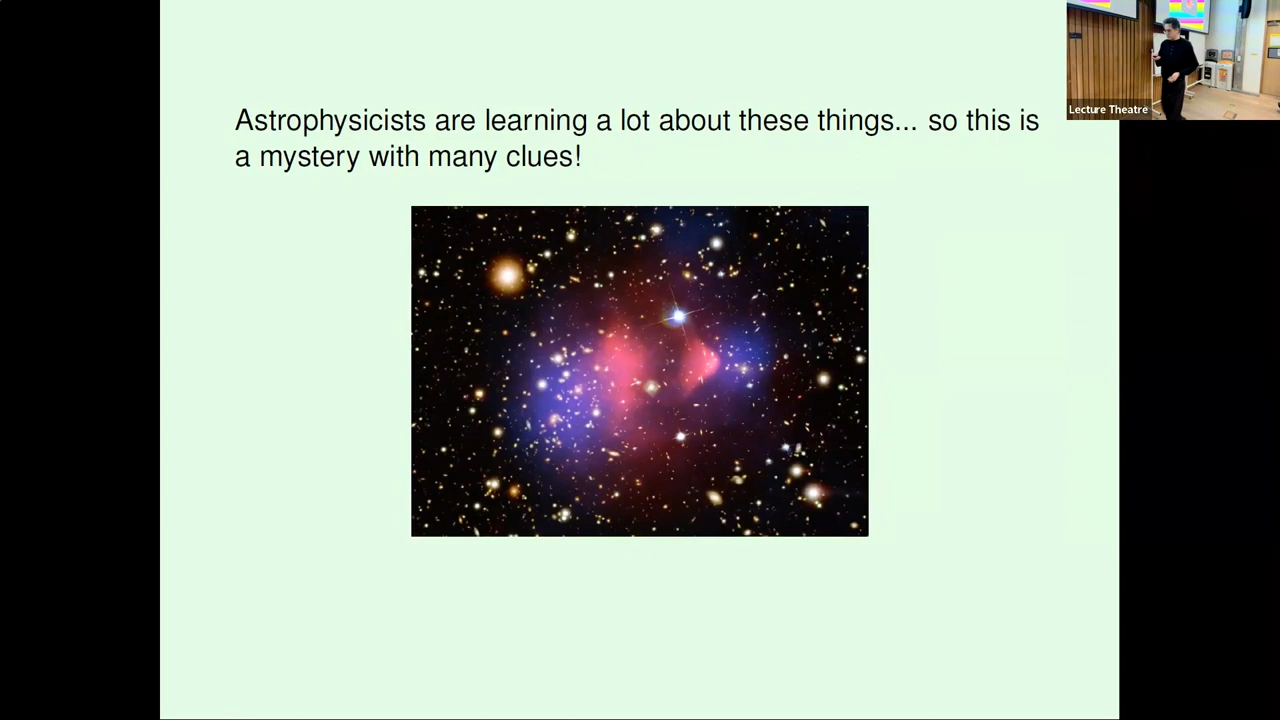 Astrophysicists are learning a lot about these things... so this is
a mystery with many clues!
Lecture Theatre